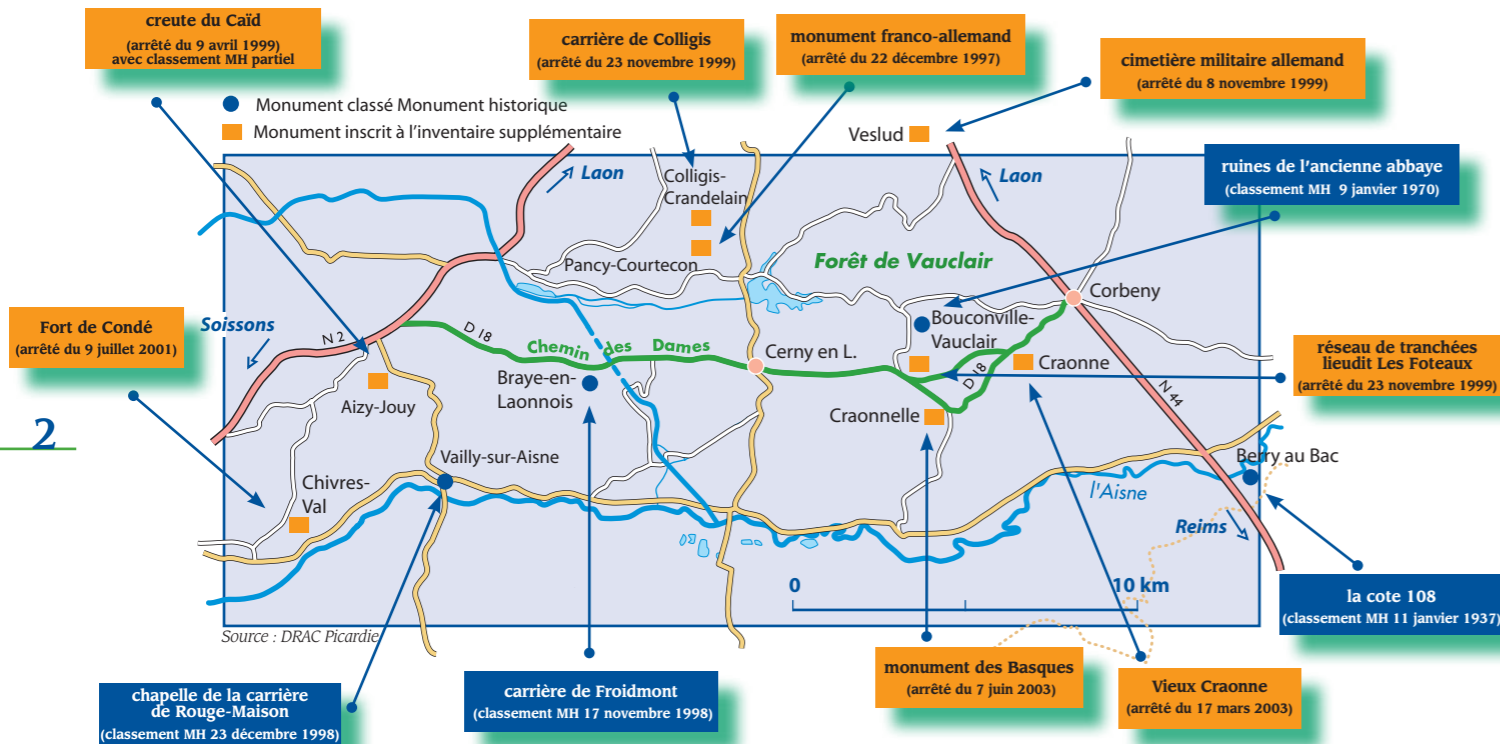 creute du Caïd
(arrêté du 9 avril 1999)
avec classement MH partiel
carrière de Colligis
(arrêté du 23 novembre 1999)
monument franco-allemand
(arrêté du 22 décembre 1997)
cimetière militaire allemand
(arrêté du 8 novembre 1999)
Monument classé Monument historique
Monument inscrit à l'inventaire supplémentaire
Veslud
ruines de l'ancienne abbaye
(classement MH 9 janvier 1970)
Laon
Colligis-
Crandelain
Laon
Pancy-Courtecon
Forêt de Vauclair
Corbeny
Fort de Condé
(arrêté du 9 juillet 2001)
Soissons
N 2
D 18
Chemin des Dames
Cerny en L.
Bouconville-
Vauclair
Craonne
D 18
réseau de tranchées
lieudit Les Foteaux
(arrêté du 23 novembre 1999)
Aizy-Jouy
Braye-en-
Laonnois
Craonnelle
N 44
2
Vailly-sur-Aisne
Berry au Bac
Chivres-
Val
l'Aisne
Reims
0
10 km
la cote 108
(classement MH 11 janvier 1937)
Source : DRAC Picardie
chapelle de la carrière
de Rouge-Maison
(classement MH 23 décembre 1998)
carrière de Froidmont
(classement MH 17 novembre 1998)
monument des Basques
(arrêté du 7 juin 2003)
Vieux Craonne
(arrêté du 17 mars 2003)